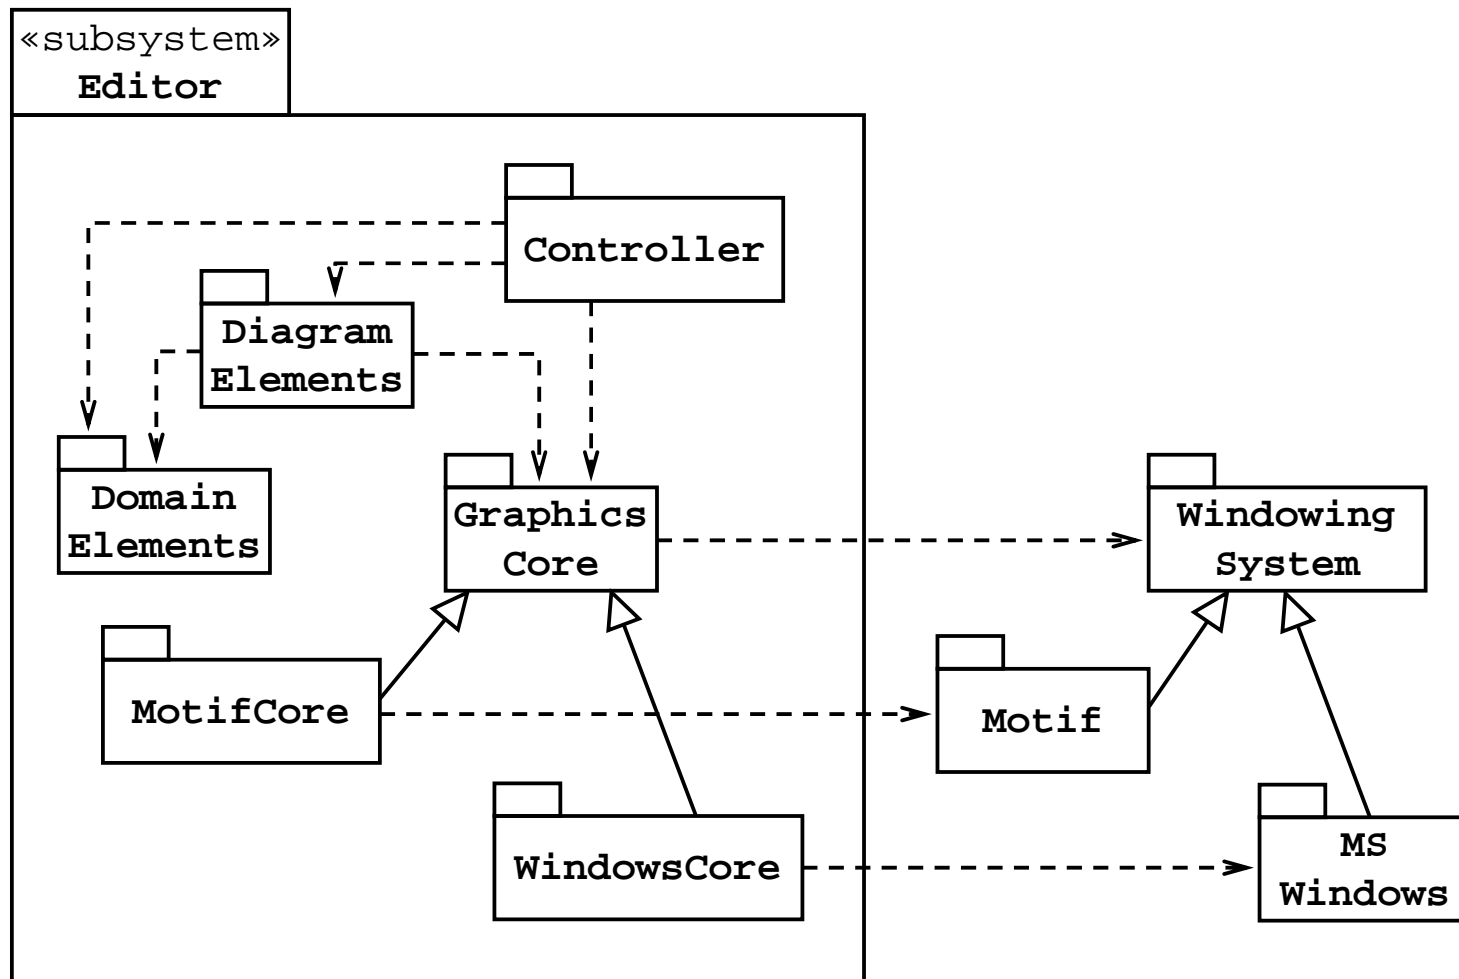 «subsystem»
Editor
Controller
Diagram
Elements
Domain
Elements
Graphics
Core
Windowing
System
MotifCore
Motif
WindowsCore
MS
Windows